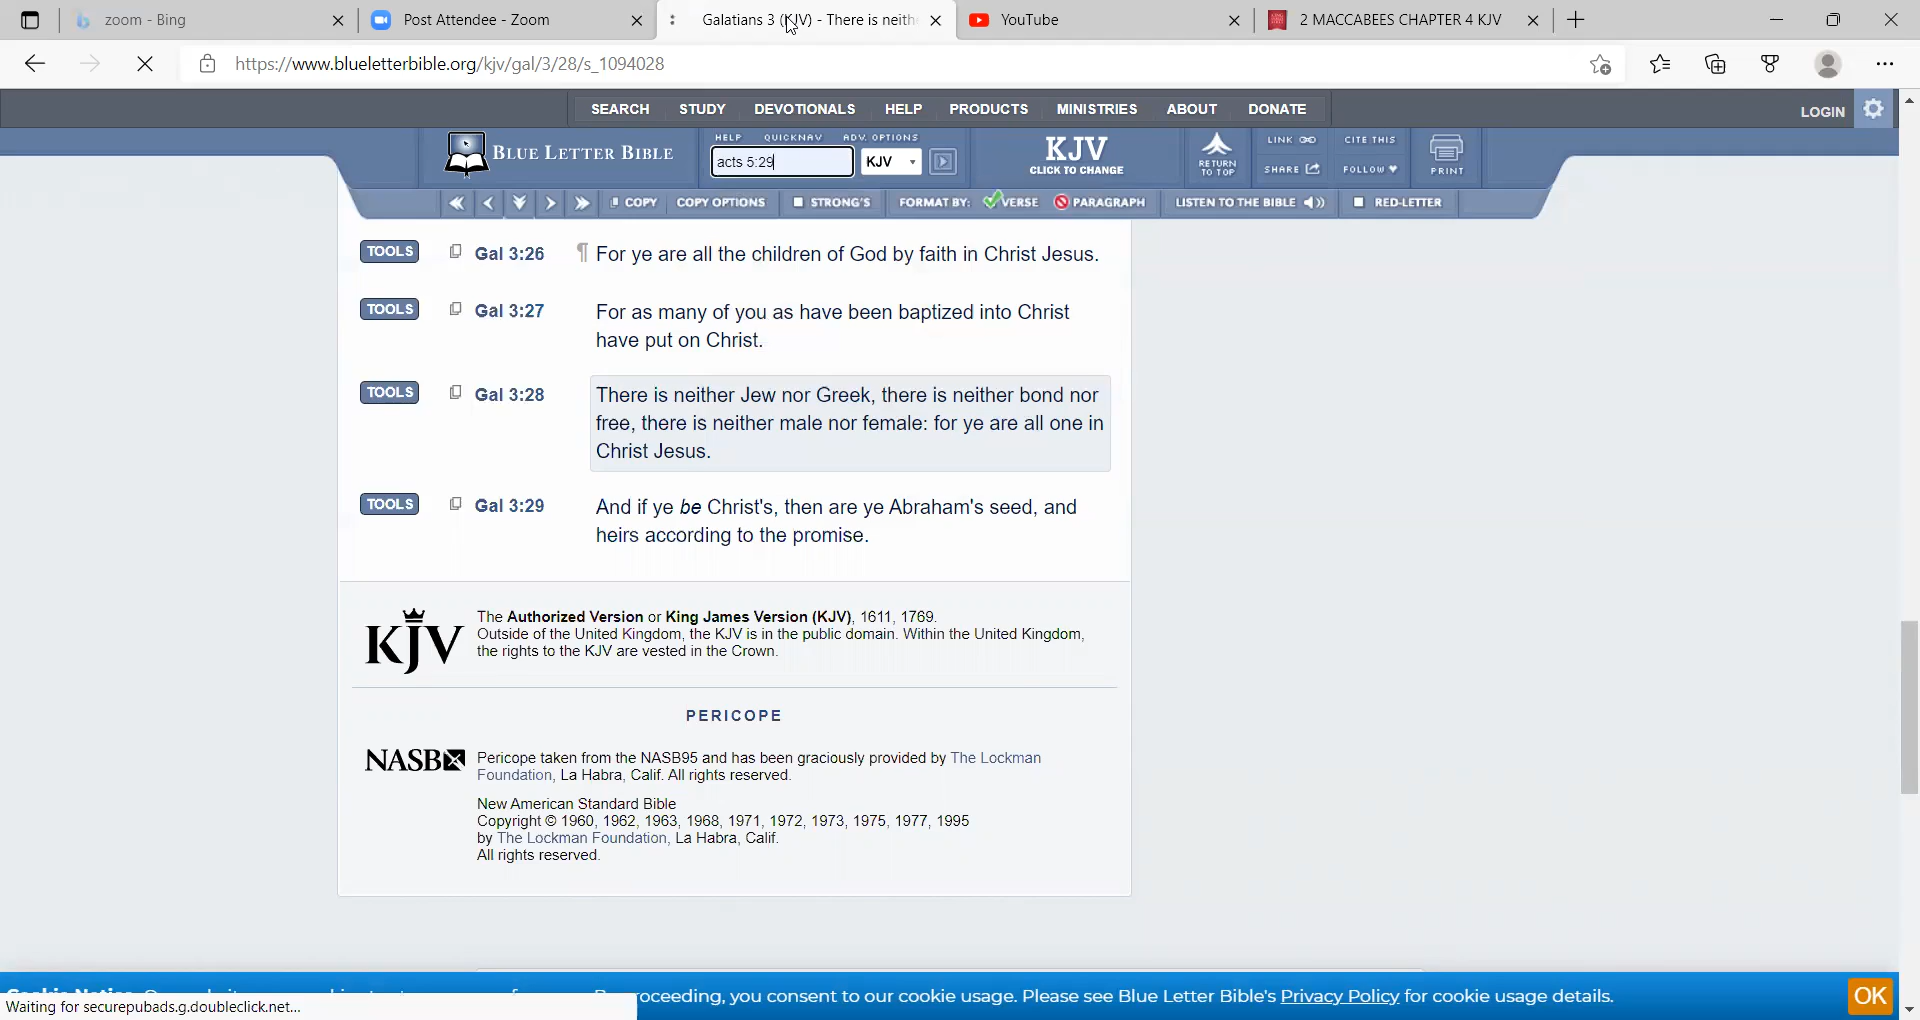 zoom - Bing
Post Attendee - Zoom
Galatians 3 (KJV) - There is neith
YouTube
2 MACCABEES CHAPTER 4 KJV
https://www.blueletterbible.org/kjv/gal/3/28/s_1094028
SEARCH STUDY DEVOTIONALS HELP PRODUCTS MINISTRIES ABOUT DONATE
LOGIN
HELP QUICKNAV ADV. OPTIONS
BLUE LETTER BIBLE
acts 5:29
KJV
KJV
CLICK TO CHANGE
RETURN
TO TOP
LINK
CITE THIS
SHARE
FOLLOW
PRINT
COPY COPY OPTIONS STRONG'S FORMAT BY: VERSE PARAGRAPH LISTEN TO THE BIBLE RED-LETTER
TOOLS Gal 3:26 ¶ For ye are all the children of God by faith in Christ Jesus.
TOOLS Gal 3:27 For as many of you as have been baptized into Christ
have put on Christ.
TOOLS Gal 3:28 There is neither Jew nor Greek, there is neither bond nor
free, there is neither male nor female: for ye are all one in
Christ Jesus.
TOOLS Gal 3:29 And if ye be Christ's, then are ye Abraham's seed, and
heirs according to the promise.
KJV
The Authorized Version or King James Version (KJV), 1611, 1769.
Outside of the United Kingdom, the KJV is in the public domain. Within the United Kingdom,
the rights to the KJV are vested in the Crown.
PERICOPE
NASB
Pericope taken from the NASB95 and has been graciously provided by The Lockman
Foundation, La Habra, Calif. All rights reserved.
New American Standard Bible
Copyright © 1960, 1962, 1963, 1968, 1971, 1972, 1973, 1975, 1977, 1995
by The Lockman Foundation, La Habra, Calif.
All rights reserved.
roceeding, you consent to our cookie usage. Please see Blue Letter Bible's Privacy Policy for cookie usage details.
OK
Waiting for securepubads.g.doubleclick.net...